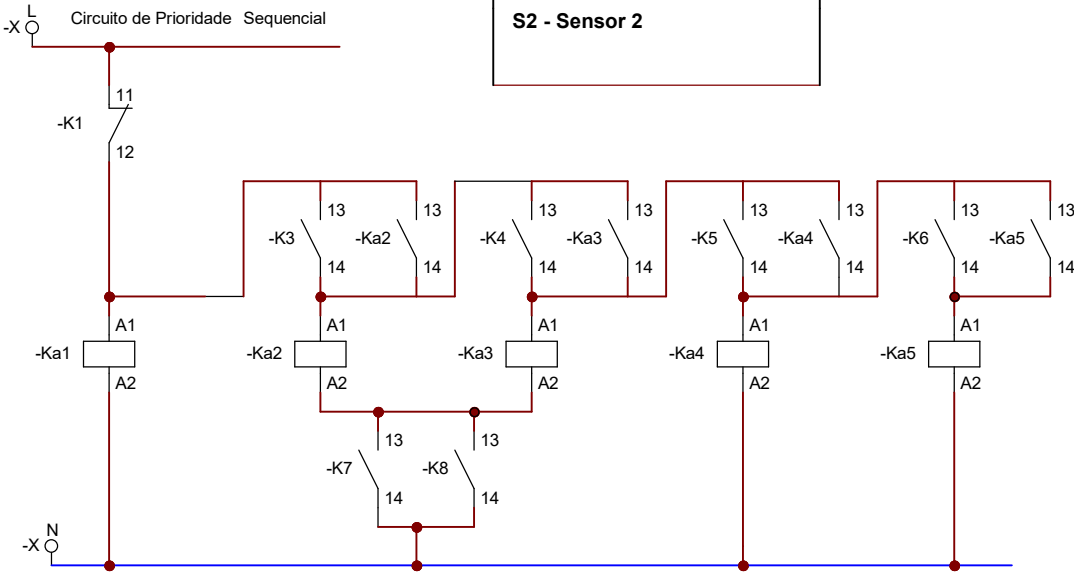 L
-X
Circuito de Prioridade Sequencial
S2 - Sensor 2
11
-K1
12
13
13
13
13
13
13
13
13
-K3
-Ka2
-K4
-Ka3
-K5
-Ka4
-K6
-Ka5
14
14
14
14
14
14
14
14
A1
A1
A1
A1
A1
-Ka1
-Ka2
-Ka3
-Ka4
-Ka5
A2
A2
A2
A2
A2
13
13
-K7
-K8
14
14
N
-X